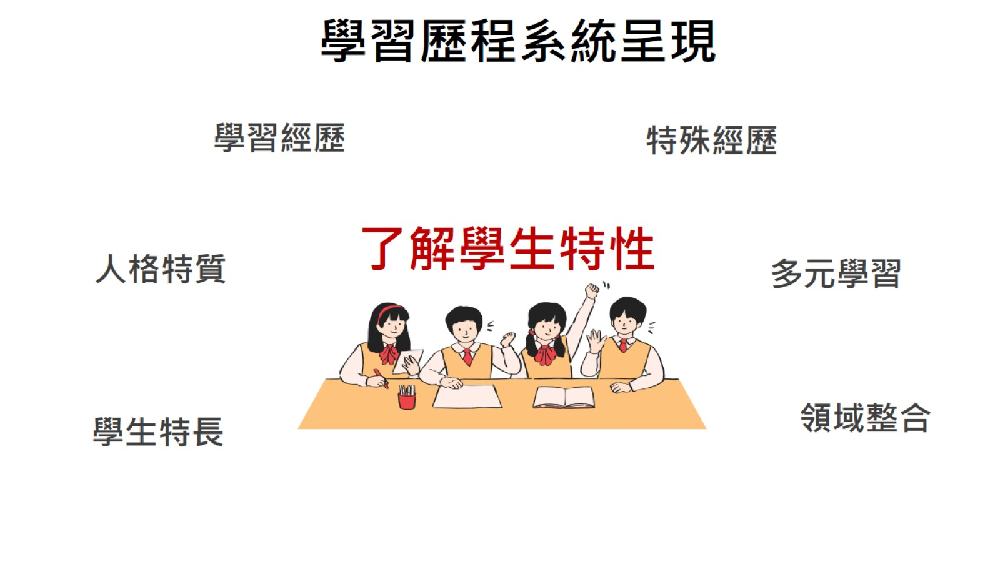 學習歷程系統呈現
學習經歷
特殊經歷
了解學生特性
人格特質
多元學習
學生特長
領域整合